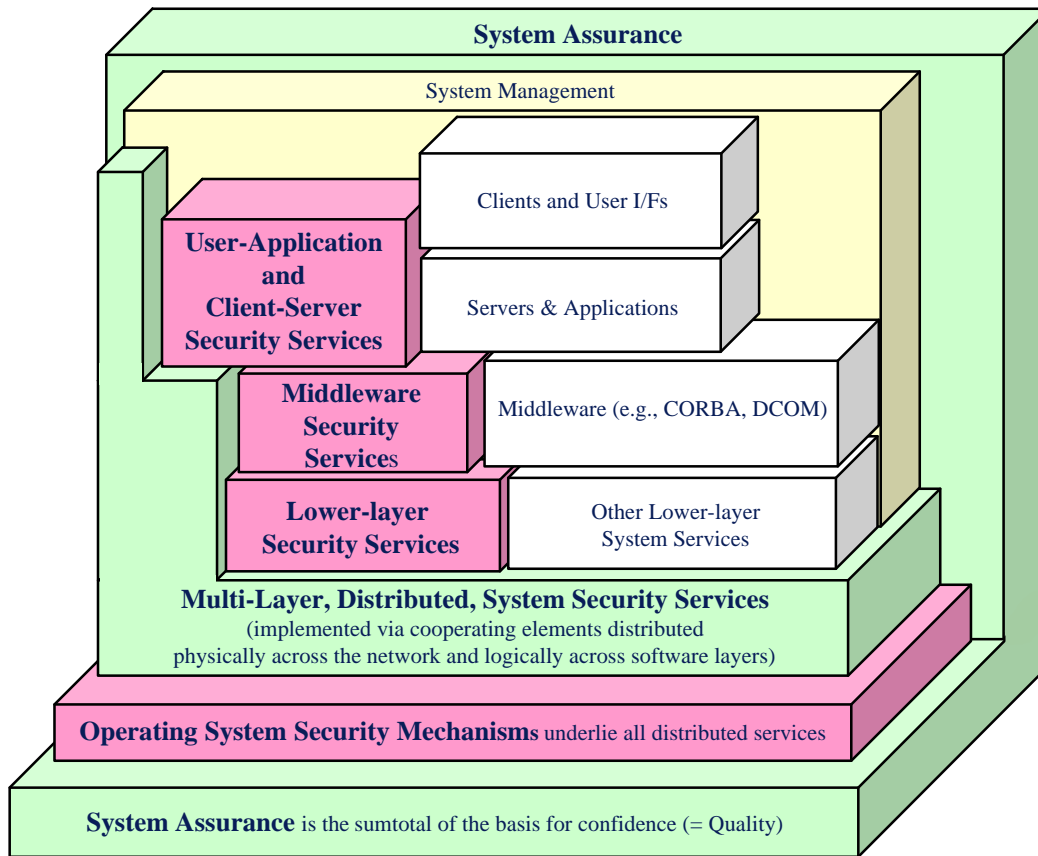 System Assurance
System Management
Clients and User I/Fs
User-Application
and
Client-Server
Security Services
Servers & Applications
Middleware
Security
Services
Middleware (e.g., CORBA, DCOM)
Lower-layer
Security Services
Other Lower-layer
System Services
Multi-Layer, Distributed, System Security Services
(implemented via cooperating elements distributed
physically across the network and logically across software layers)
Operating System Security Mechanisms underlie all distributed services
System Assurance is the sumtotal of the basis for confidence (= Quality)